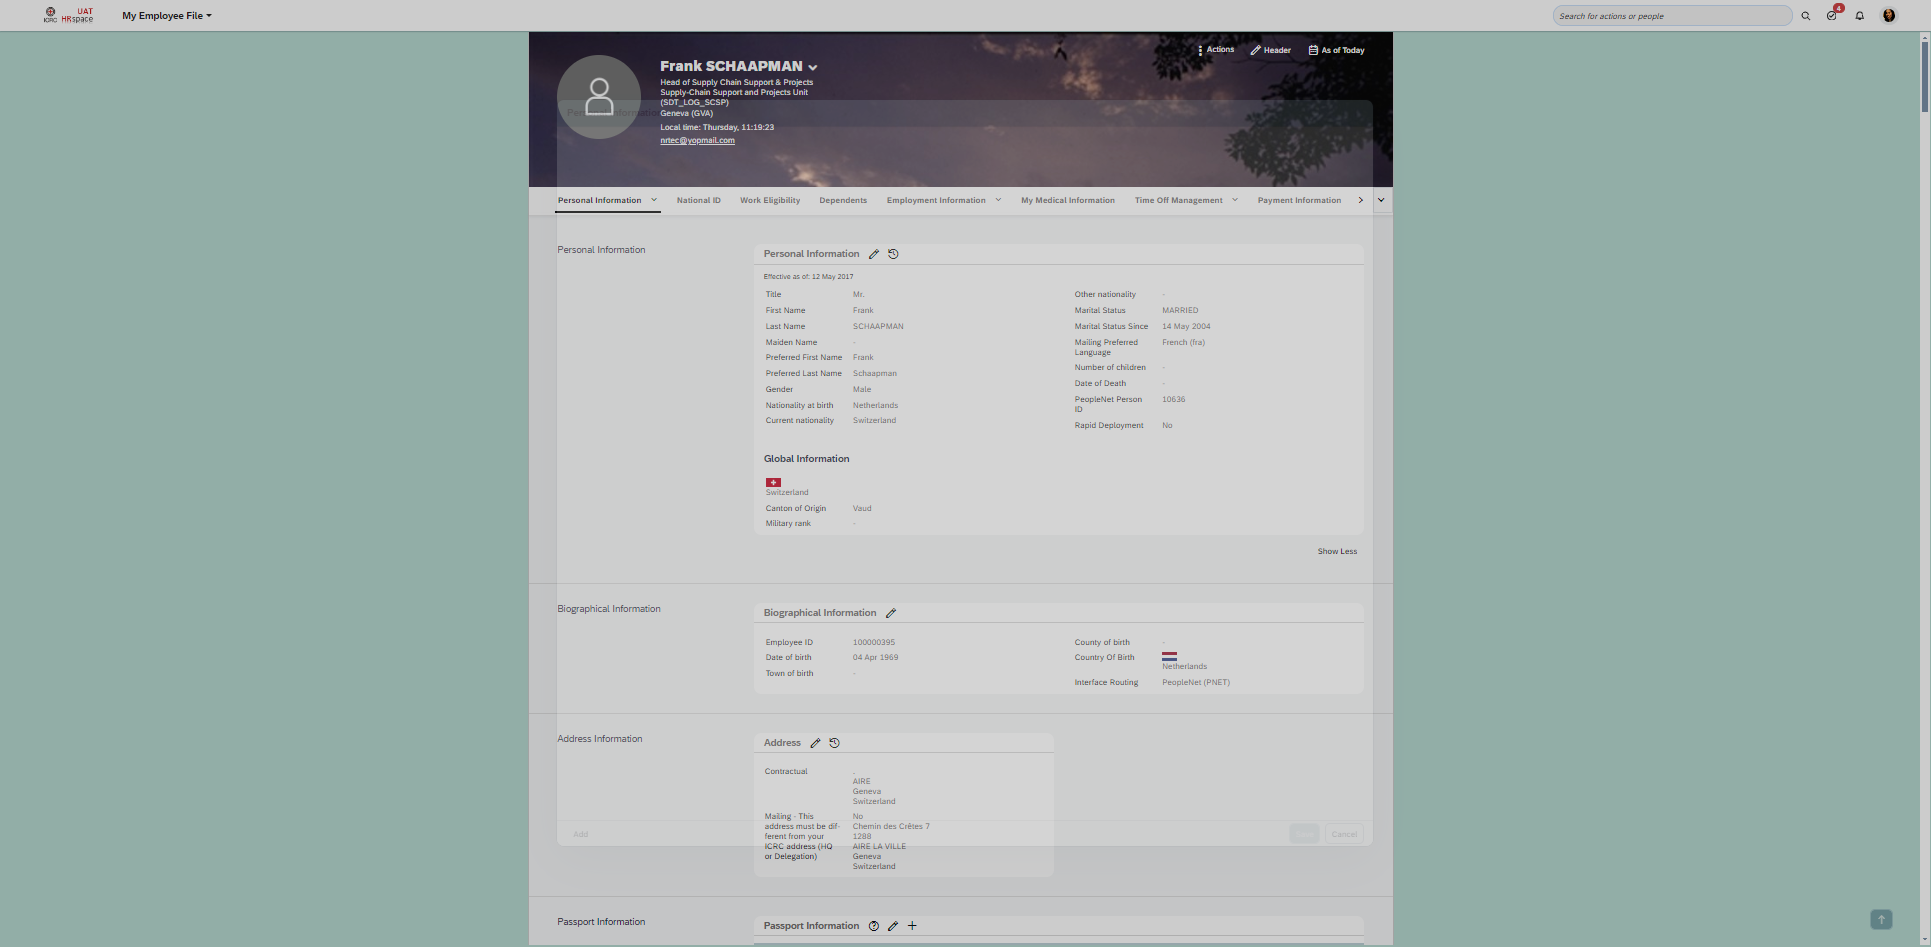 ICRC
UAT
HRspace
My Employee File
Search for actions or people
4
Actions
Header
As of Today
Frank SCHAAPMAN
Head of Supply Chain Support & Projects
Supply-Chain Support and Projects Unit
(SDT_LOG_SCSP)
Geneva (GVA)
Local time: Thursday, 11:19:23
nrtec@yopmail.com
Personal Information
Personal Information
National ID
Work Eligibility
Dependents
Employment Information
My Medical Information
Time Off Management
Payment Information
Personal Information
Personal Information
Effective as of: 12 May 2017
Title Mr.
First Name Frank
Last Name SCHAAPMAN
Maiden Name -
Preferred First Name Frank
Preferred Last Name Schaapman
Gender Male
Nationality at birth Netherlands
Current nationality Switzerland
Other nationality -
Marital Status MARRIED
Marital Status Since 14 May 2004
Mailing Preferred French (fra)
Language
Number of children -
Date of Death -
PeopleNet Person 10636
ID
Rapid Deployment No
Global Information
Switzerland
Canton of Origin Vaud
Military rank -
Show Less
Biographical Information
Biographical Information
Employee ID 100000395
Date of birth 04 Apr 1969
Town of birth -
County of birth -
Country Of Birth
Netherlands
Interface Routing PeopleNet (PNET)
Address Information
Address
Contractual .
AIRE
Geneva
Switzerland
Mailing - This No
address must be dif- Chemin des Crêtes 7
ferent from your 1288
ICRC address (HQ AIRE LA VILLE
or Delegation) Geneva
Switzerland
Add
Cancel
Passport Information
Passport Information